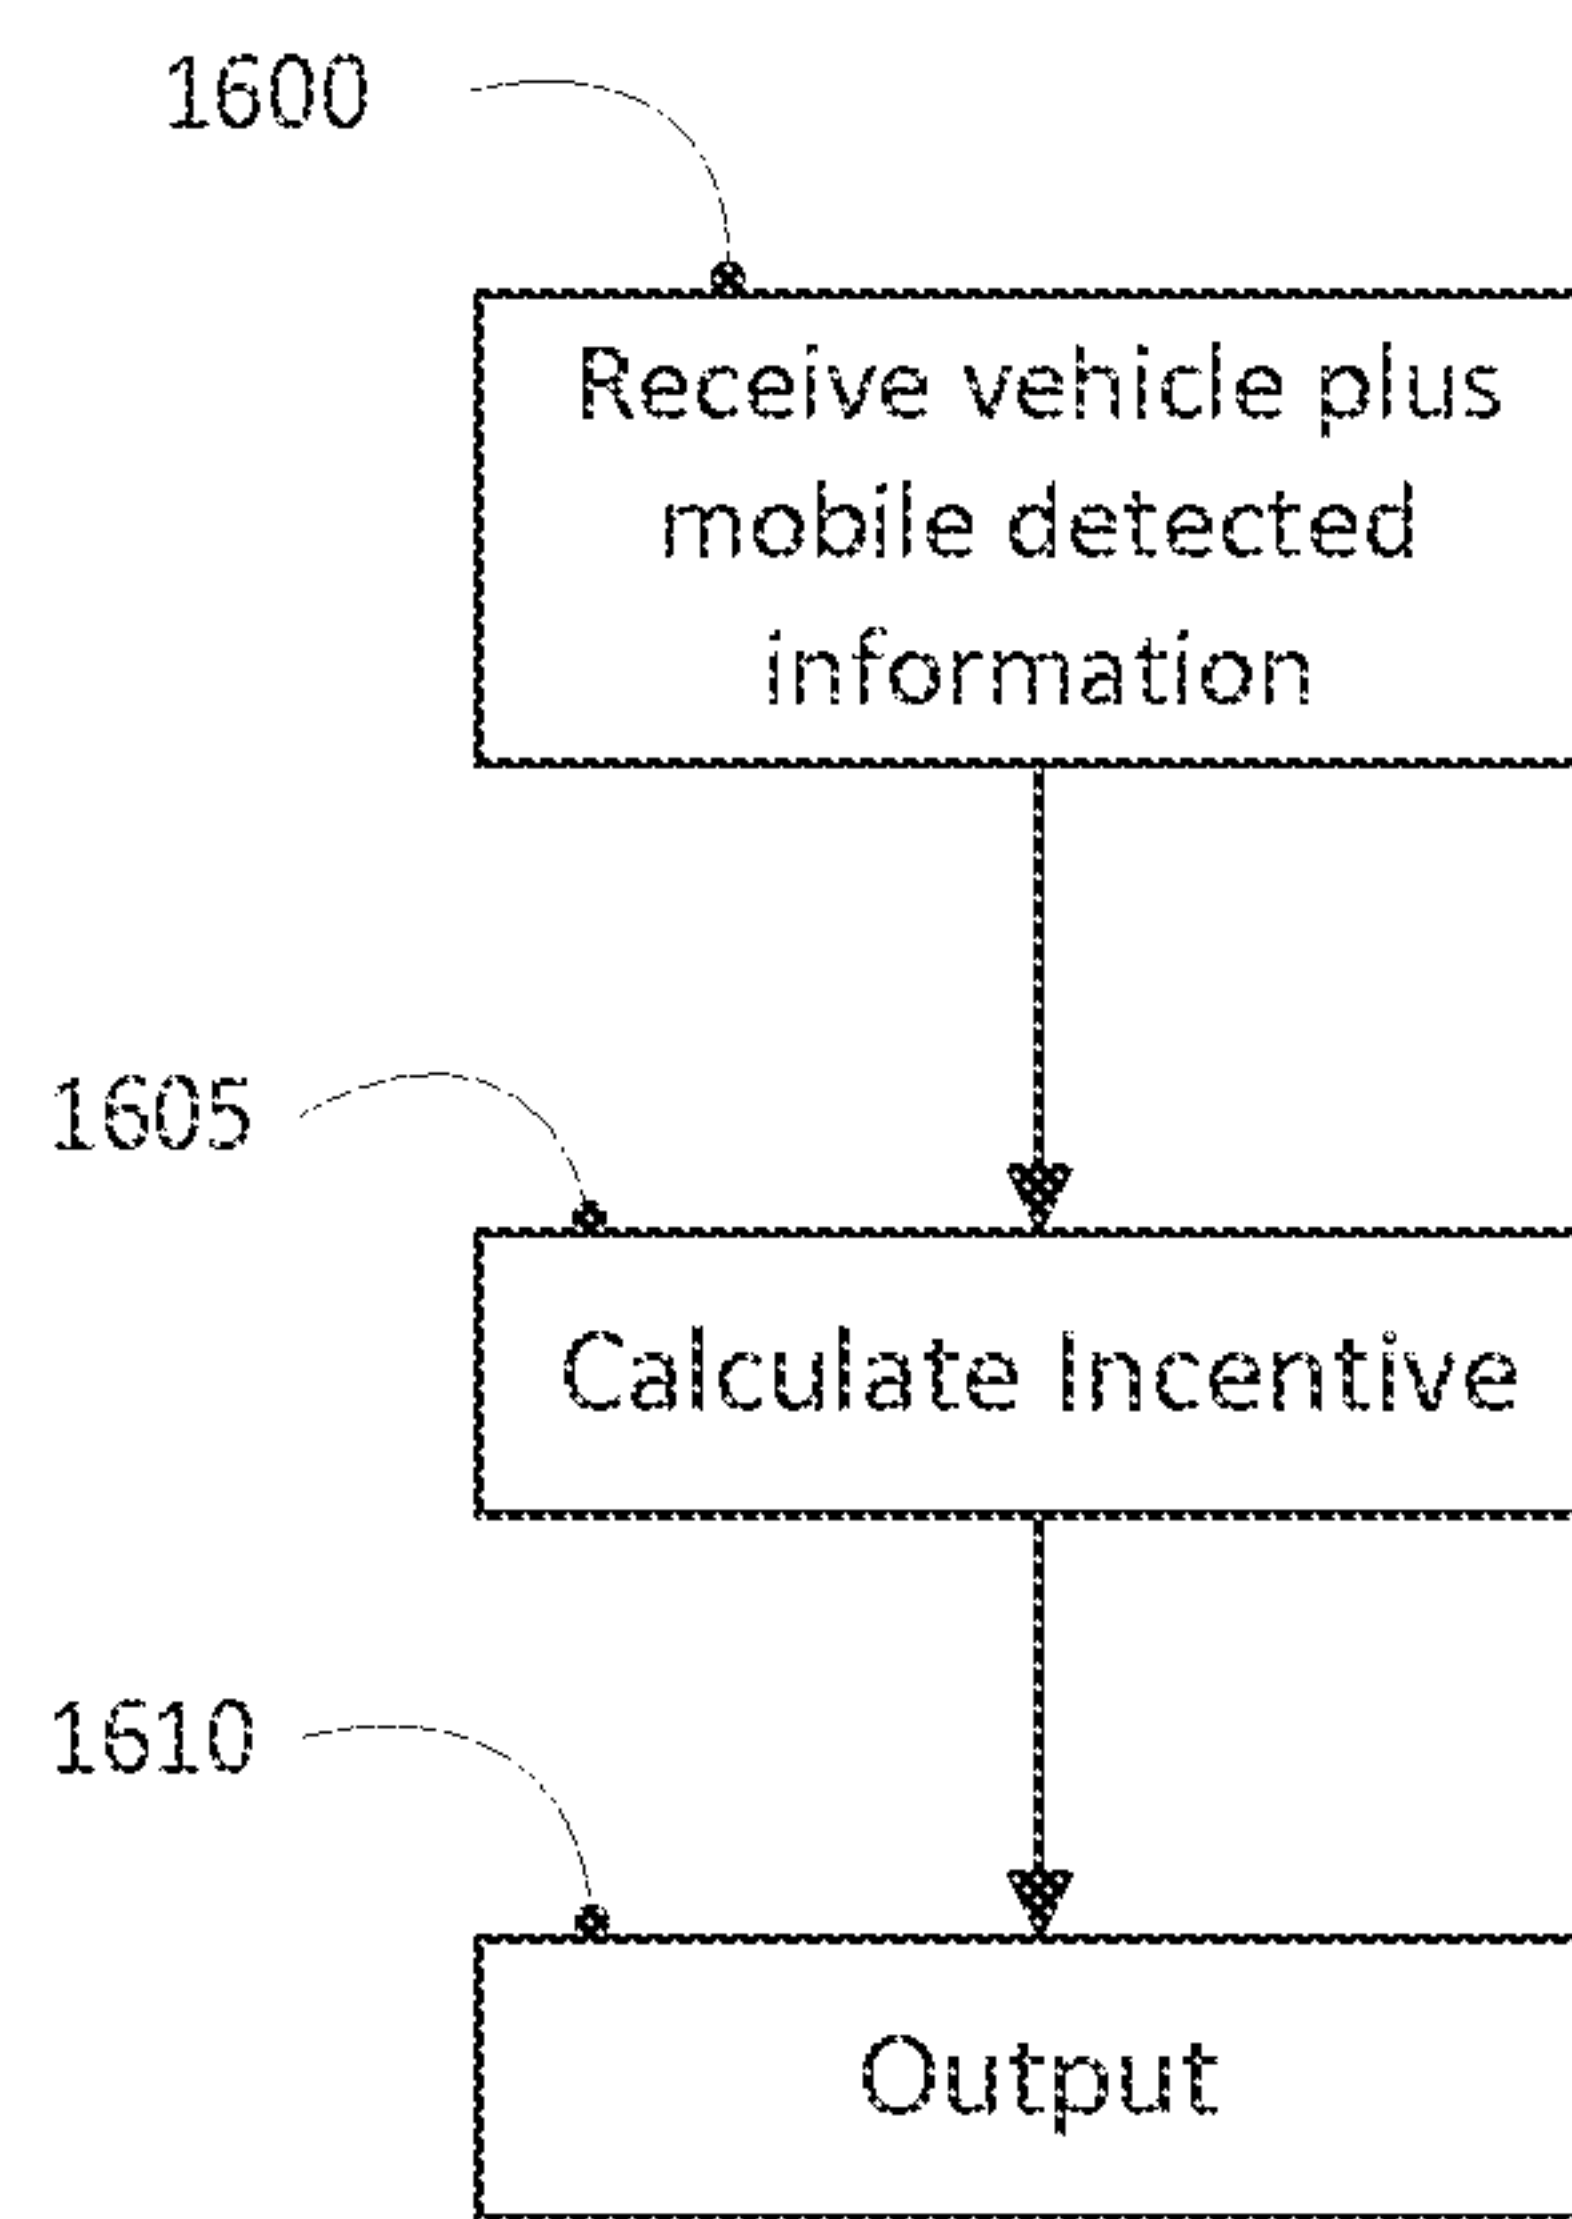 1600
Receive vehicle plus
mobile detected
information
1605
Calculate Incentive
1610
Output